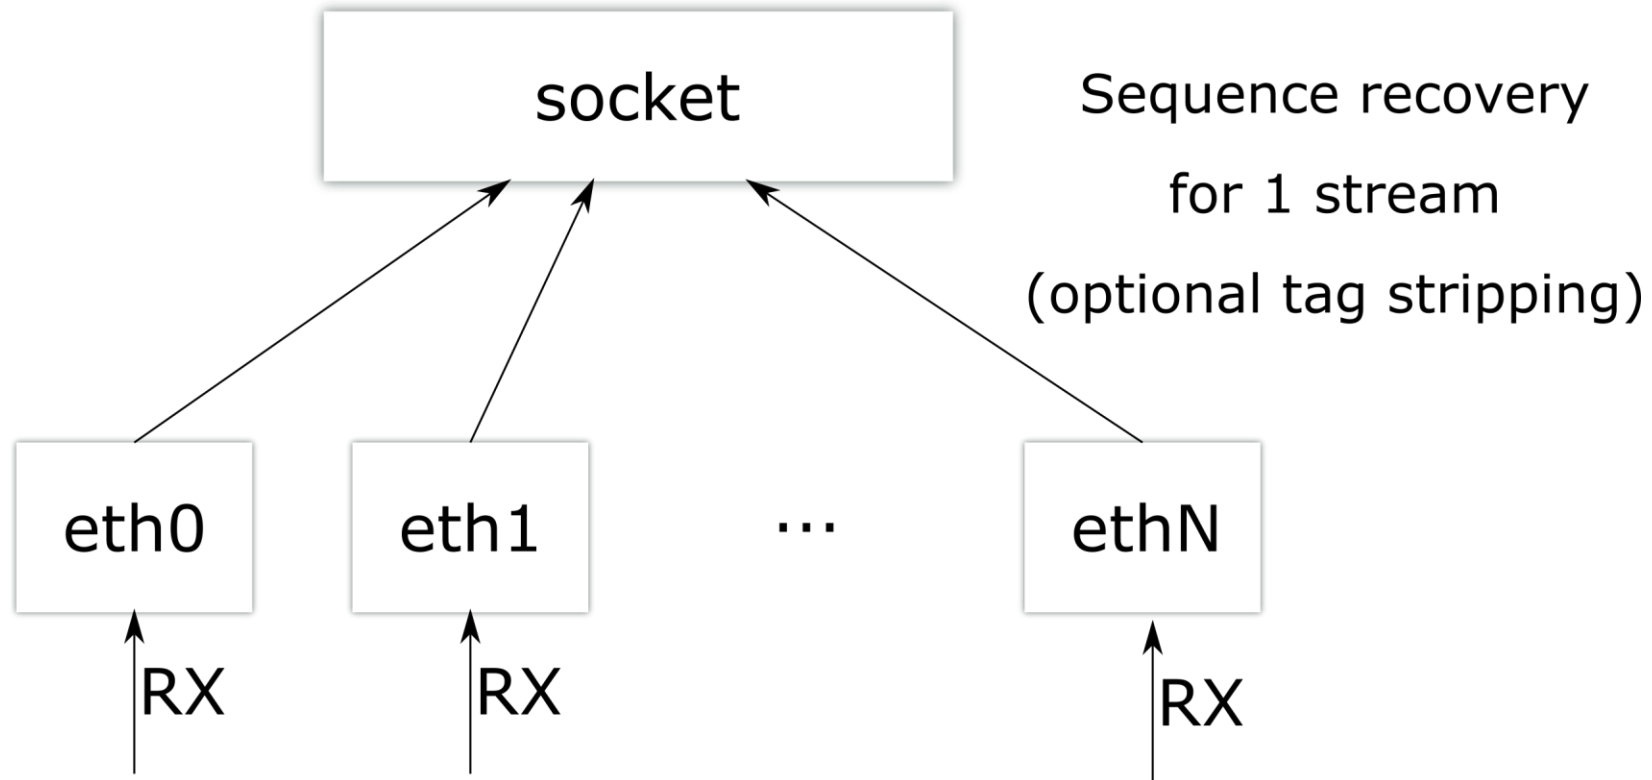 socket
Sequence recovery
for 1 stream
(optional tag stripping)
eth0
eth1
...
ethN
RX
RX
RX